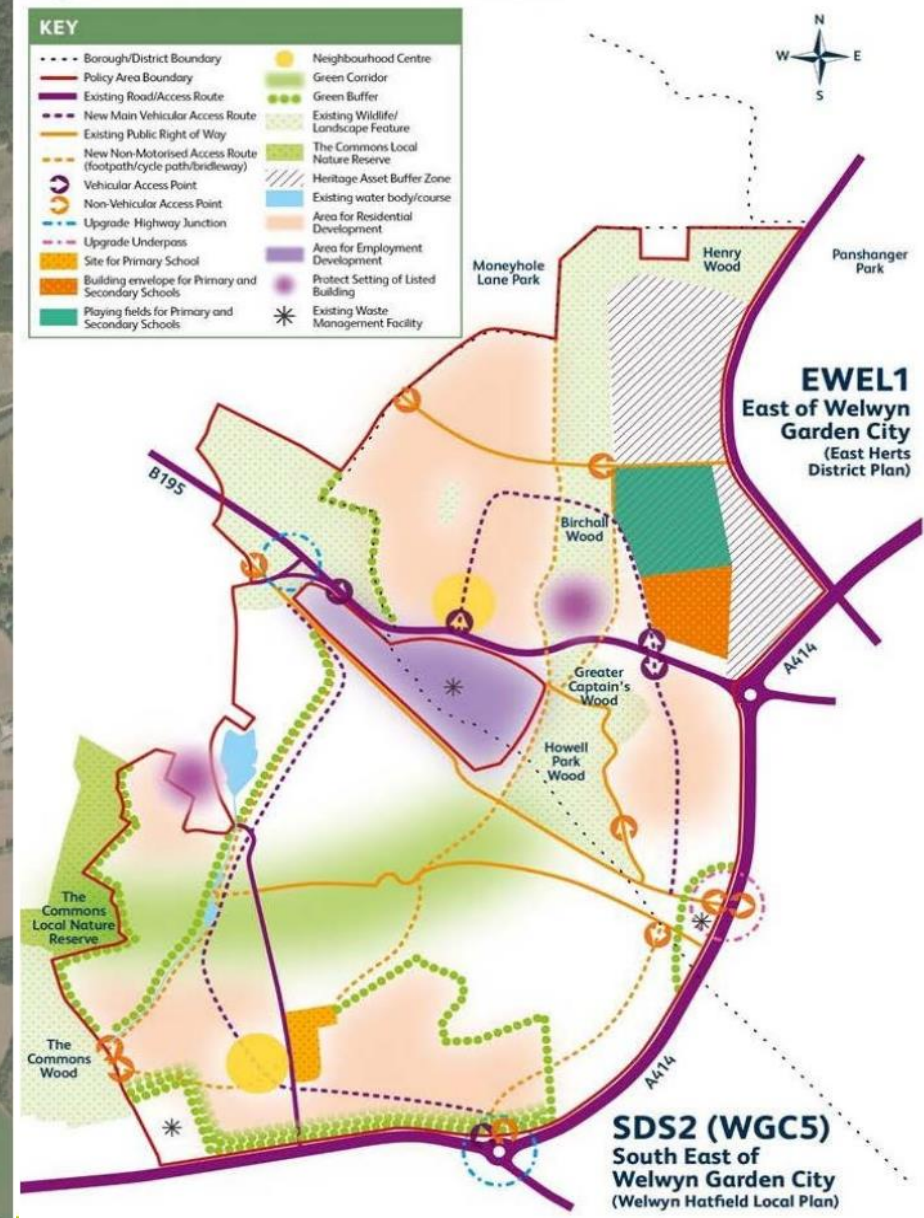 KEY
Borough/District Boundary
Policy Area Boundary
Existing Road/Access Route
New Main Vehicular Access Route
Existing Public Right of Way
New Non-Motorised Access Route
(footpath/cycle path/bridleway)
Vehicular Access Point
Non-Vehicular Access Point
Upgrade Highway Junction
Upgrade Underpass
Site for Primary School
Building envelope for Primary and
Secondary Schools
Playing fields for Primary and
Secondary Schools
Neighbourhood Centre
Green Corridor
Green Buffer
Existing Wildlife/
Landscape Feature
The Commons Local
Nature Reserve
Heritage Asset Buffer Zone
Existing water body/course
Area for Residential
Development
Area for Employment
Development
Protect Setting of Listed
Building
Existing Waste
Management Facility
N
W
E
S
Moneyhole
Lane Park
Henry
Wood
Panshanger
Park
EWEL1
East of Welwyn
Garden City
(East Herts
District Plan)
B195
Birchall
Wood
A414
Greater
Captain's
Wood
Howell
Park
Wood
The
Commons
Local Nature
Reserve
The
Commons
Wood
A414
SDS2 (WGC5)
South East of
Welwyn Garden City
(Welwyn Hatfield Local Plan)